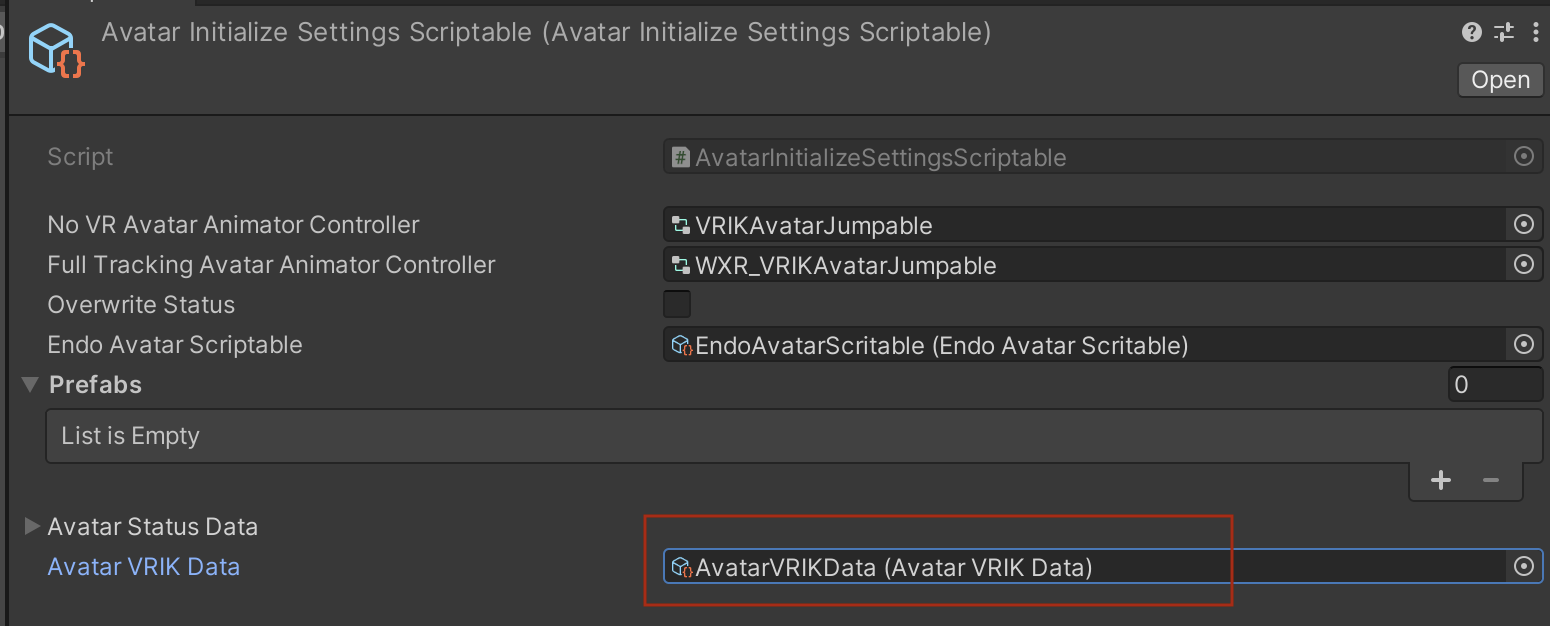 Avatar Initialize Settings Scriptable (Avatar Initialize Settings Scriptable)
Open
Script
# AvatarInitializeSettingsScriptable
No VR Avatar Animator Controller
VRIKAvatarJumpable
Full Tracking Avatar Animator Controller
WXR_VRIKAvatarJumpable
Overwrite Status
Endo Avatar Scriptable
EndoAvatarScritable (Endo Avatar Scritable)
Prefabs
0
List is Empty
Avatar Status Data
Avatar VRIK Data
AvatarVRIKData (Avatar VRIK Data)